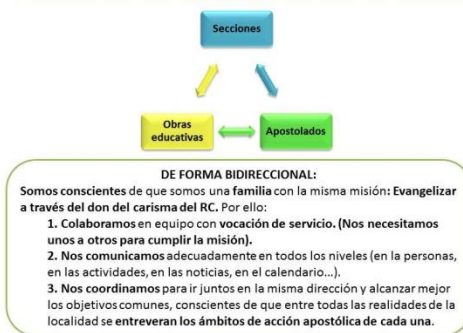 Secciones
Obras
educativas
Apostolados
DE FORMA BIDIRECCIONAL:
Somos conscientes de que somos una familia con la misma misión: Evangelizar
a través del don del carisma del RC. Por ello:
1. Colaboramos en equipo con vocación de servicio. (Nos necesitamos
unos a otros para cumplir la misión).
2. Nos comunicamos adecuadamente en todos los niveles (en la personas,
en las actividades, en las noticias, en el calendario...).
3. Nos coordinamos para ir juntos en la misma dirección y alcanzar mejor
los objetivos comunes, conscientes de que entre todas las realidades de la
localidad se entreveran los ámbitos de acción apostólica de cada una.